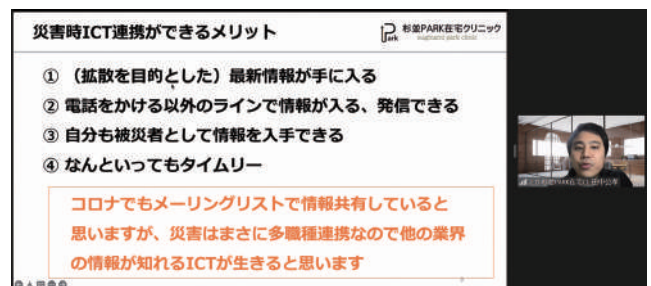 災害時ICT連携ができるメリット
Park 杉並PARK在宅クリニック
suginami park clinic
① (拡散を目的とした)最新情報が手に入る
② 電話をかける以外のラインで情報が入る、発信できる
③ 自分も被災者として情報を入手できる
④ なんといってもタイムリー
コロナでもメーリングリストで情報共有していると
思いますが、災害はまさに多職種連携なので他の業界
の情報が知れるICTが生きると思います